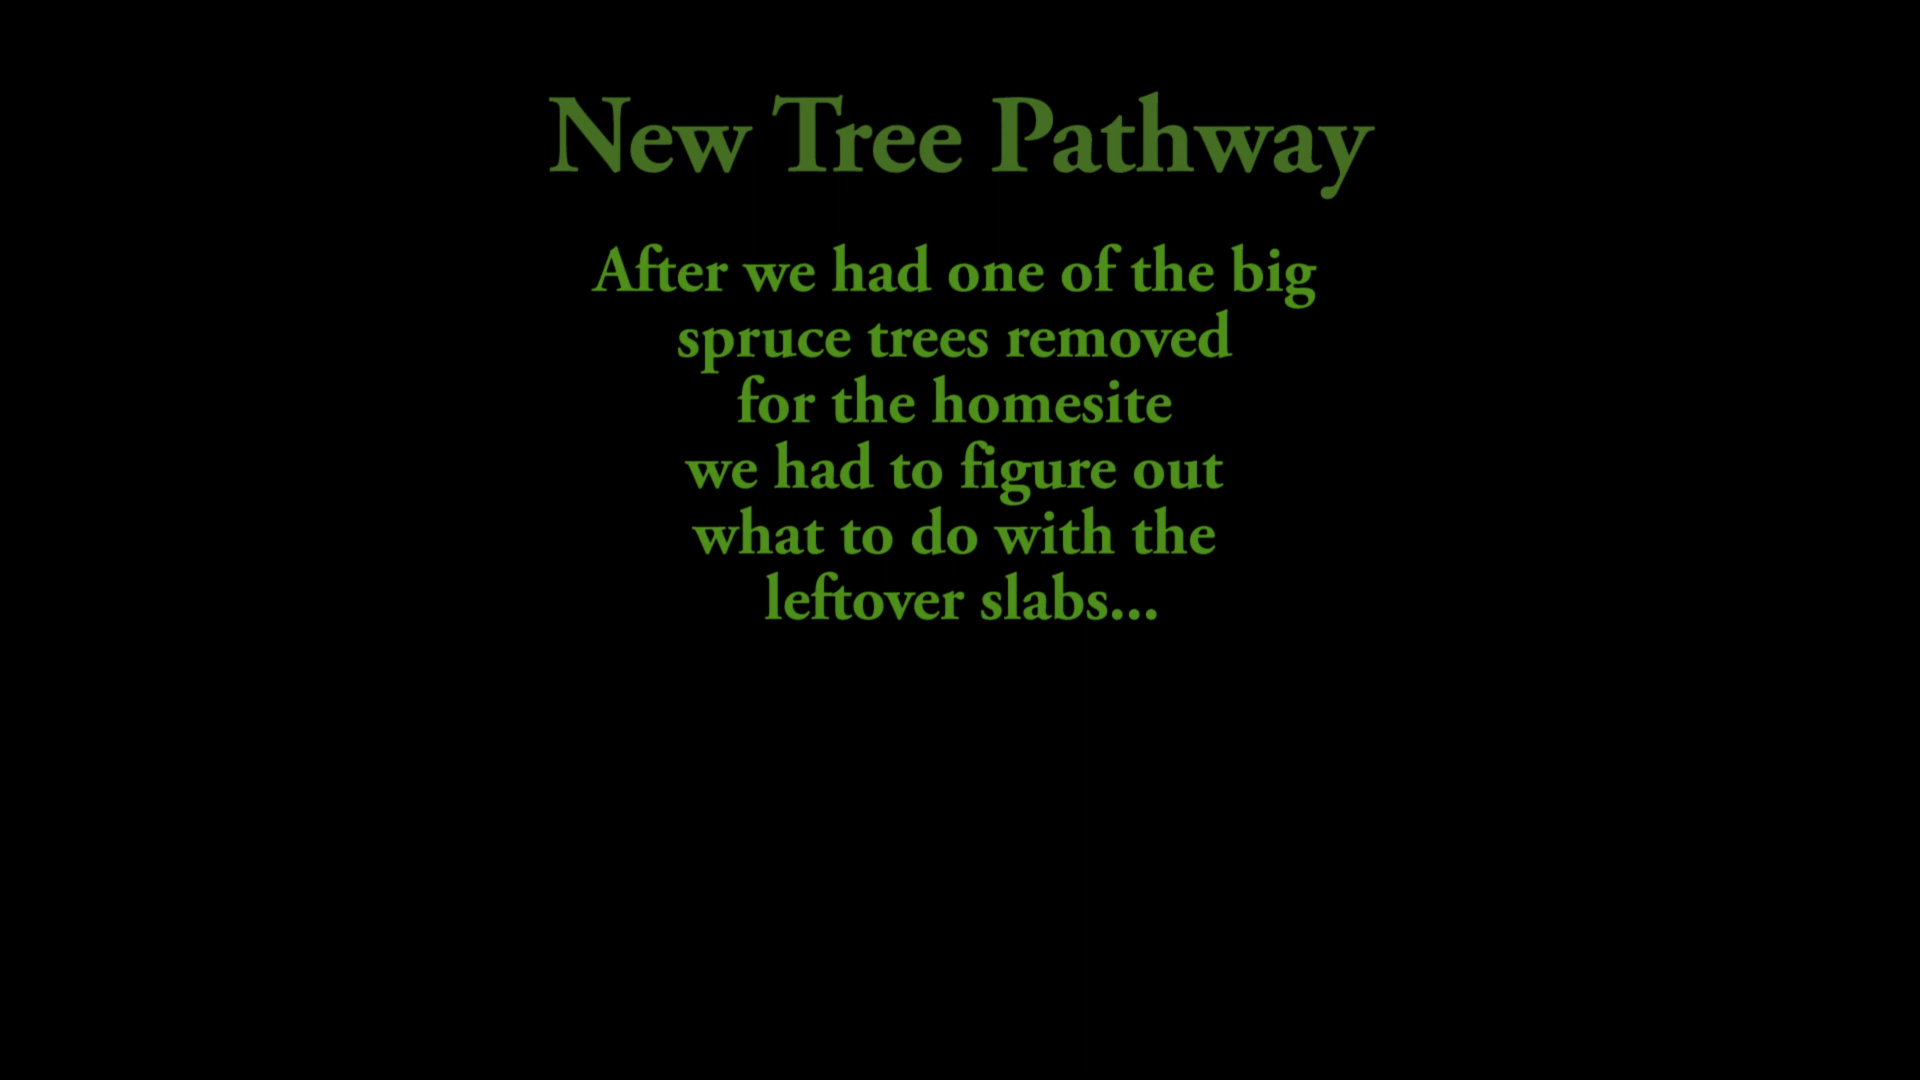 New Tree Pathway
After we had one of the big
spruce trees removed
for the homesite
we had to figure out
what to do with the
leftover slabs...